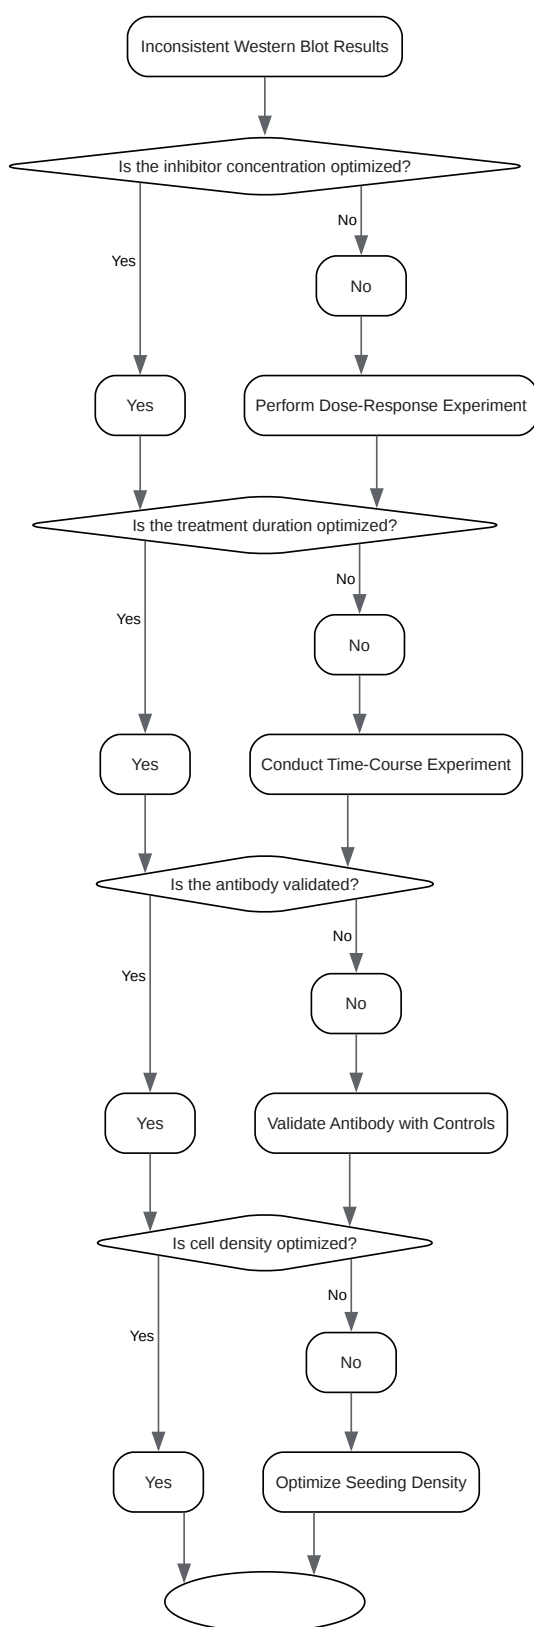 Inconsistent Western Blot Results
Is the inhibitor concentration optimized?
No
Yes
No
Yes
Perform Dose-Response Experiment
Is the treatment duration optimized?
No
Yes
No
Yes
Conduct Time-Course Experiment
Is the antibody validated?
No
Yes
No
Yes
Validate Antibody with Controls
Is cell density optimized?
No
Yes
No
Yes
Optimize Seeding Density